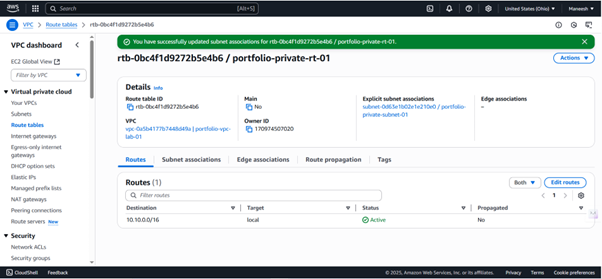 aws
Search [Alt+S]
United States (Ohio)
Maneesh
VPC > Route tables > rtb-0bc4f1d9272b5e4b6
VPC dashboard
EC2 Global View
Filter by VPC
Virtual private cloud
Your VPCs
Subnets
Route tables
Internet gateways
Egress-only internet
gateways
DHCP option sets
Elastic IPs
Managed prefix lists
NAT gateways
Peering connections
Route servers New
Security
Network ACLs
Security groups
You have successfully updated subnet associations for rtb-0bc4f1d9272b5e4b6 / portfolio-private-rt-01.
rtb-0bc4f1d9272b5e4b6 / portfolio-private-rt-01
Actions
Details Info
Route table ID
rtb-0bc4f1d9272b5e4b6
Main
No
Explicit subnet associations
subnet-0d63e1b02e1e210e0 / portfolio-
private-subnet-01
Edge associations
–
VPC
vpc-0a5b4177b7448d49a | portfolio-vpc-
lab-01
Owner ID
170974507020
Routes
Subnet associations
Edge associations
Route propagation
Tags
Routes (1)
Both
Edit routes
Filter routes
1
Destination Target Status Propagated
10.10.0.0/16 local Active No
CloudShell Feedback
© 2025, Amazon Web Services, Inc. or its affiliates. Privacy Terms Cookie preferences